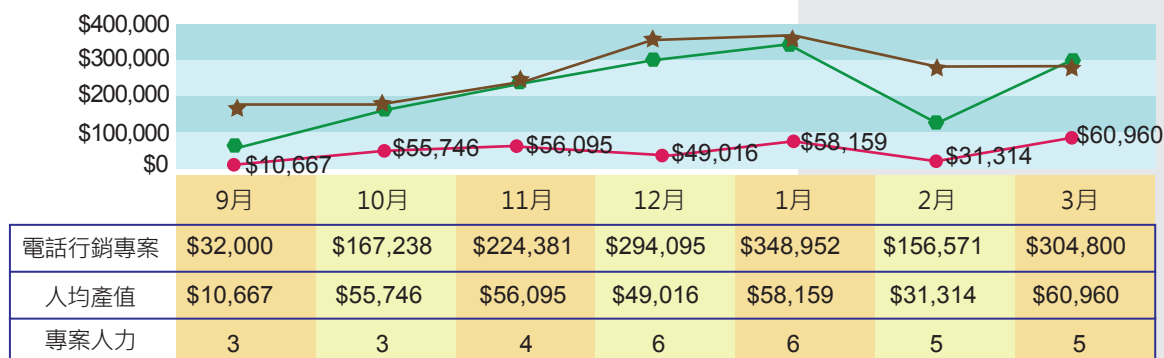 $400,000
$300,000
$200,000
$100,000
$0
$10,667 $55,746 $56,095 $49,016 $58,159 $31,314 $60,960
9月 10月 11月 12月 1月 2月 3月
電話行銷專案 $32,000 $167,238 $224,381 $294,095 $348,952 $156,571 $304,800
人均產值 $10,667 $55,746 $56,095 $49,016 $58,159 $31,314 $60,960
專案人力 3 3 4 6 6 5 5